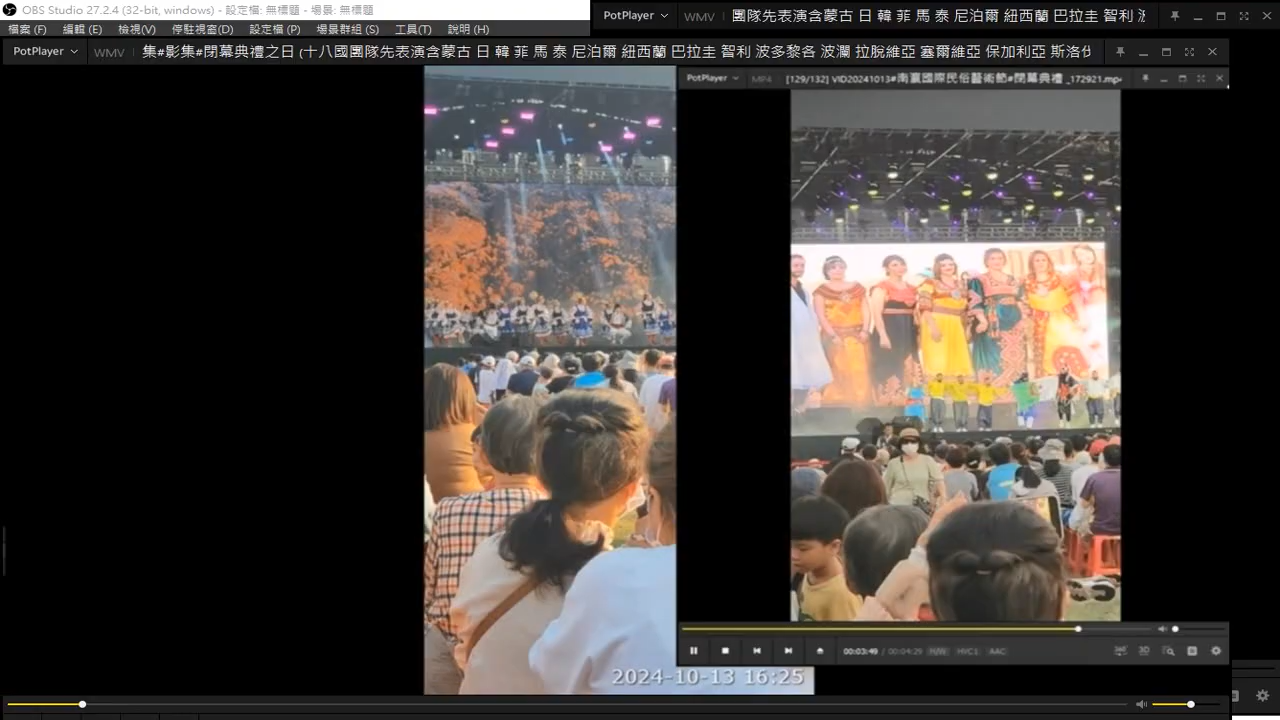 OBS Studio 27.2.4 (32-bit, windows) - 設定檔: 無標題 - 場景: 無標題
檔案 (F) 編輯 (E) 檢視(V) 停駐視窗(D) 設定檔 (P) 場景群組 (S) 工具(T) 說明 (H)
PotPlayer WMV 團隊先表演含蒙古 日 韓 菲 馬 泰 尼泊爾 紐西蘭 巴拉圭 智利
PotPlayer WMV 集#影集#閉幕典禮之日 (十八國團隊先表演含蒙古 日 韓 菲 馬 泰 尼泊爾 紐西蘭 巴拉圭 智利 波多黎各 波瀾 拉脫維亞 塞爾維亞 保加利亞 斯洛伐
PotPlayer MP4 [129/132] VID20241013#南瀛國際民俗藝術節#閉幕典禮 _172921.mp4
2024-10-13 16:25
00:03:49 / 00:04:29 H/W HVC1 AAC
3D